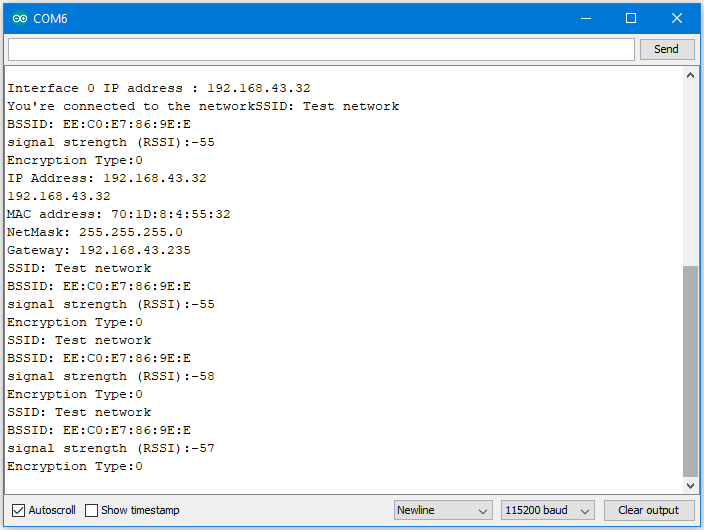 COM6
Send
Interface 0 IP address : 192.168.43.32
You're connected to the networkSSID: Test network
BSSID: EE:C0:E7:86:9E:E
signal strength (RSSI):-55
Encryption Type:0
IP Address: 192.168.43.32
192.168.43.32
MAC address: 70:1D:8:4:55:32
NetMask: 255.255.255.0
Gateway: 192.168.43.235
SSID: Test network
BSSID: EE:C0:E7:86:9E:E
signal strength (RSSI):-55
Encryption Type:0
SSID: Test network
BSSID: EE:C0:E7:86:9E:E
signal strength (RSSI):-58
Encryption Type:0
SSID: Test network
BSSID: EE:C0:E7:86:9E:E
signal strength (RSSI):-57
Encryption Type:0
Autoscroll Show timestamp Newline 115200 baud Clear output